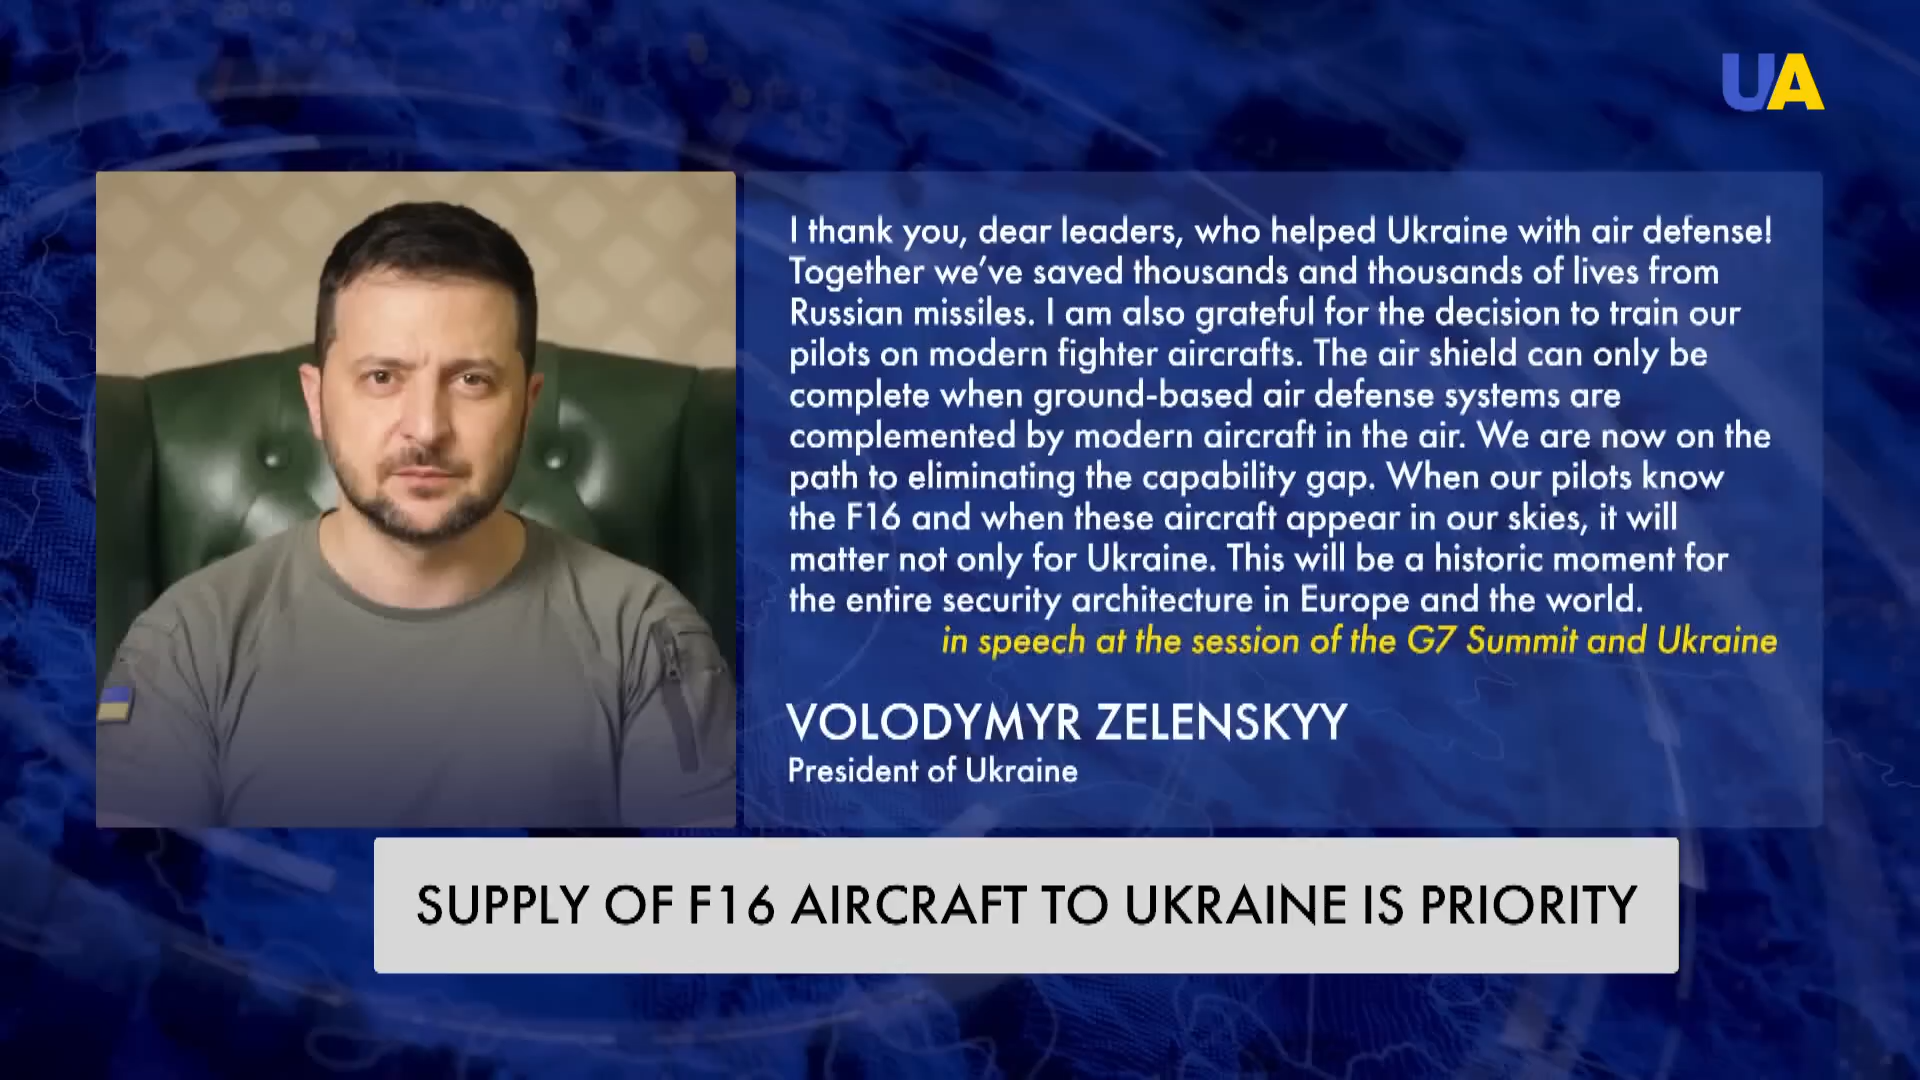 UA
I thank you, dear leaders, who helped Ukraine with air defense!
Together we've saved thousands and thousands of lives from
Russian missiles. I am also grateful for the decision to train our
pilots on modern fighter aircrafts. The air shield can only be
complete when ground-based air defense systems are
complemented by modern aircraft in the air. We are now on the
path to eliminating the capability gap. When our pilots know
the F16 and when these aircraft appear in our skies, it will
matter not only for Ukraine. This will be a historic moment for
the entire security architecture in Europe and the world.
in speech at the session of the G7 Summit and Ukraine
VOLODYMYR ZELENSKYY
President of Ukraine
SUPPLY OF F16 AIRCRAFT TO UKRAINE IS PRIORITY